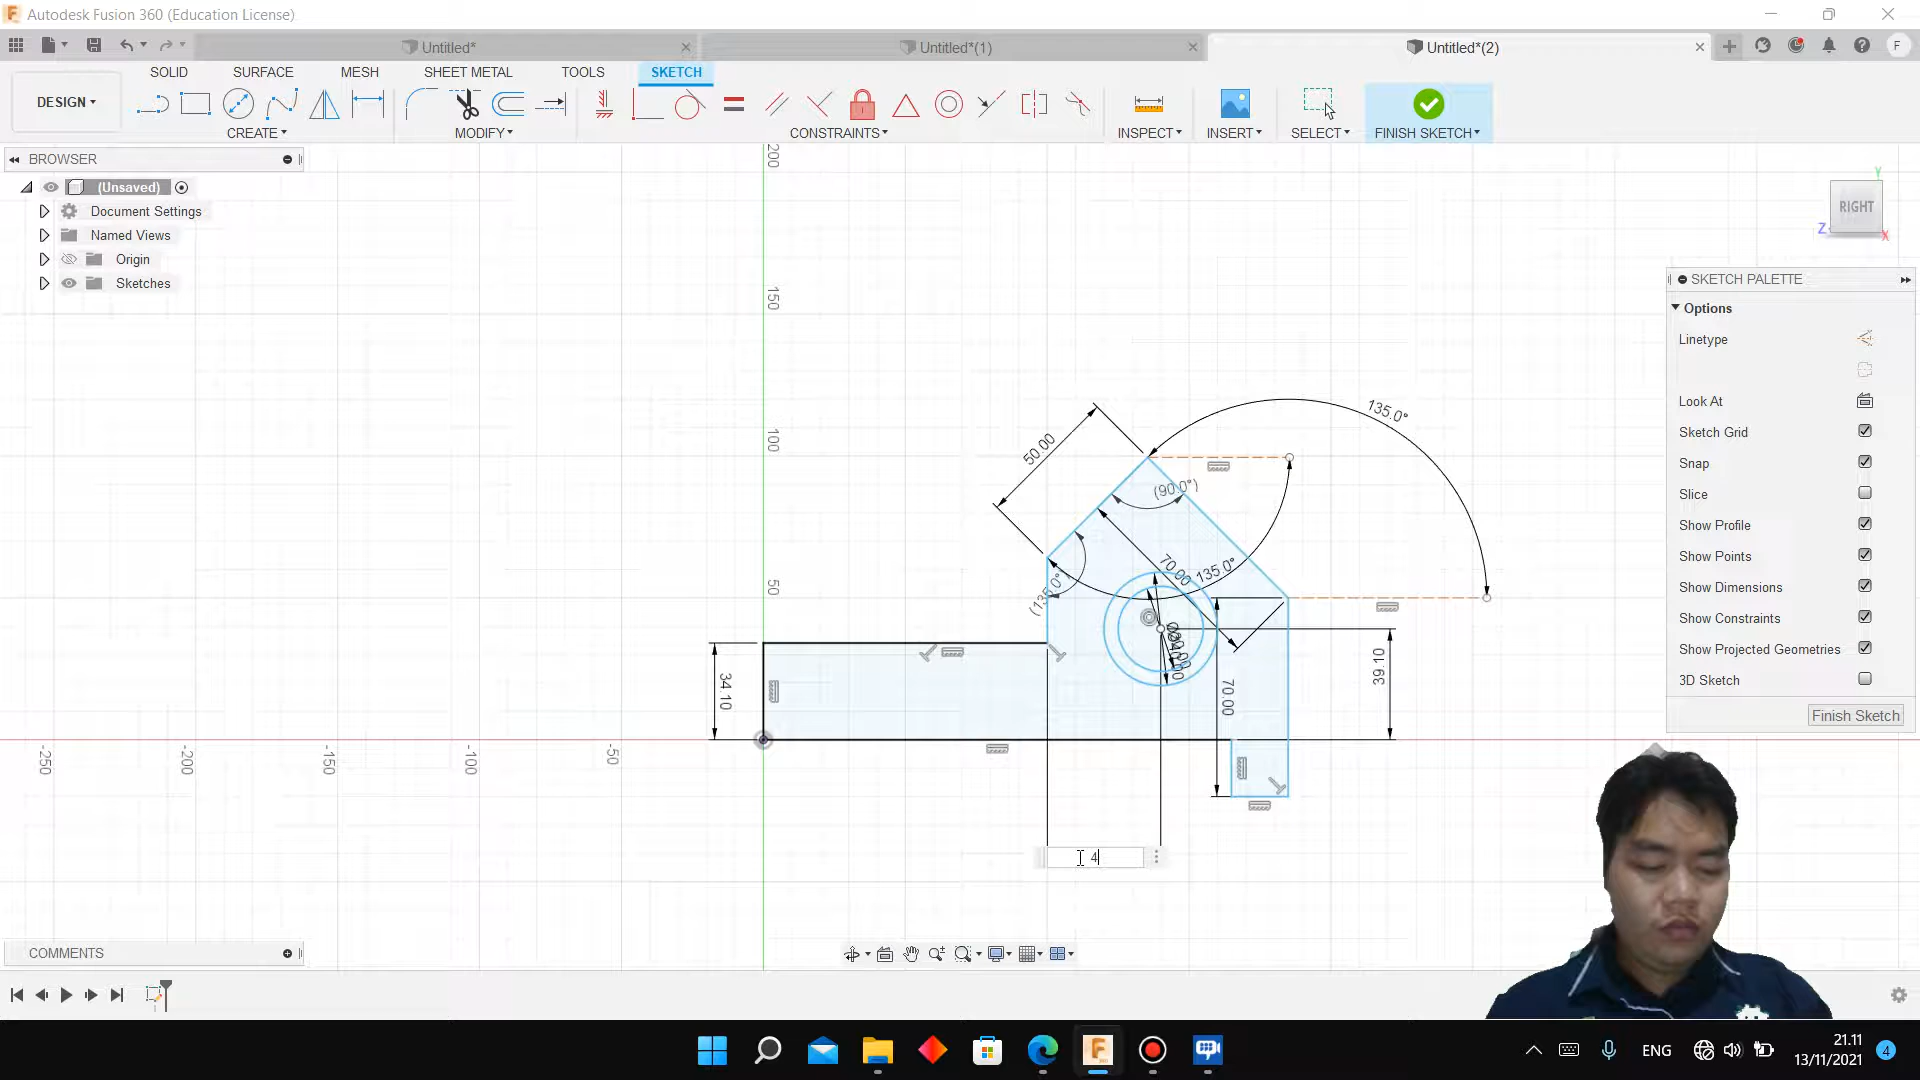 Autodesk Fusion 360 (Education License)
Untitled*
Untitled*(1)
Untitled*(2)
F
DESIGN
SOLID
SURFACE
MESH
SHEET METAL
TOOLS
SKETCH
CREATE
MODIFY
CONSTRAINTS
INSPECT
INSERT
SELECT
FINISH SKETCH
BROWSER
(Unsaved)
Document Settings
Named Views
Origin
Sketches
200
150
100
50
-50
-100
-150
-200
-250
50.00
135.0°
(90.0°)
70.00
135.0°
(135.0°)
34.10
70.00
39.10
4
Y
RIGHT
Z
X
SKETCH PALETTE
Options
Linetype
Look At
Sketch Grid
Snap
Slice
Show Profile
Show Points
Show Dimensions
Show Constraints
Show Projected Geometries
3D Sketch
Finish Sketch
COMMENTS
ENG
21.11
13/11/2021
4